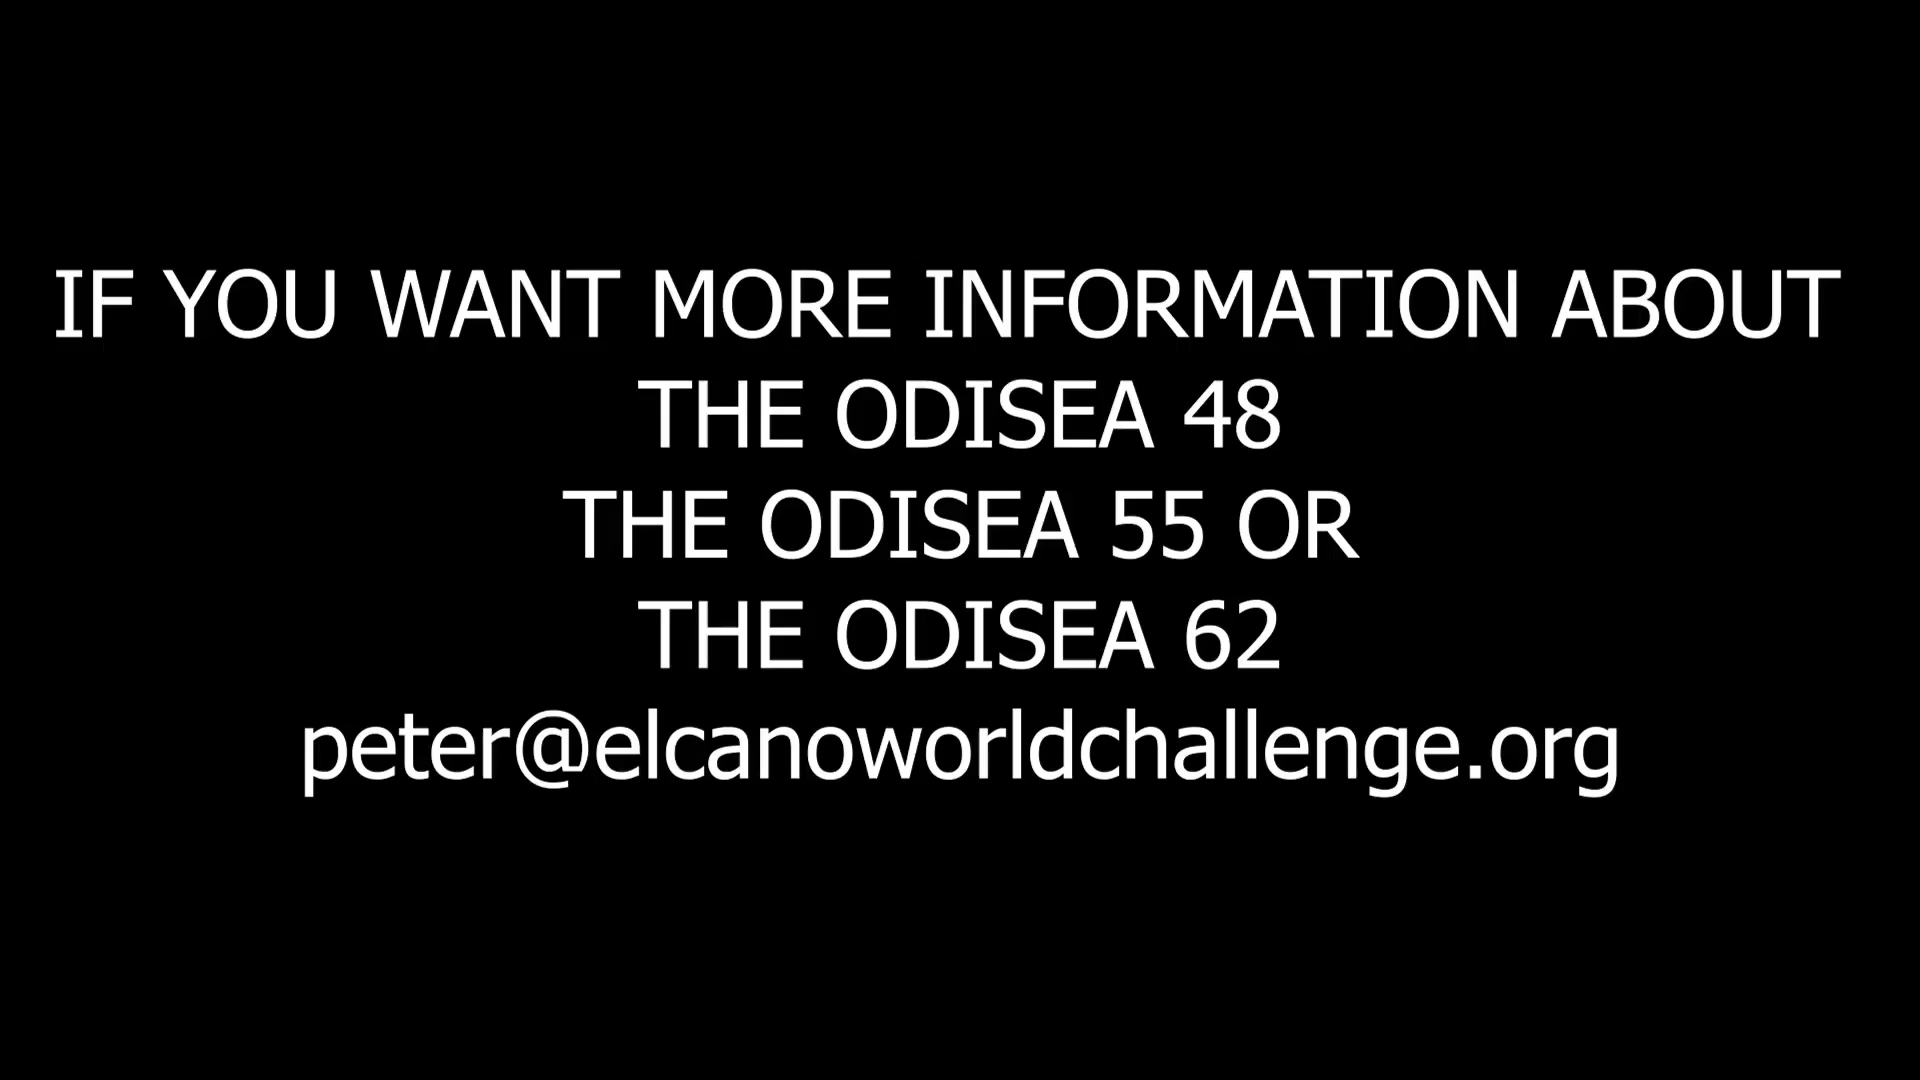 IF YOU WANT MORE INFORMATION ABOUT
THE ODISEA 48
THE ODISEA 55 OR
THE ODISEA 62
peter@elcanoworldchallenge.org